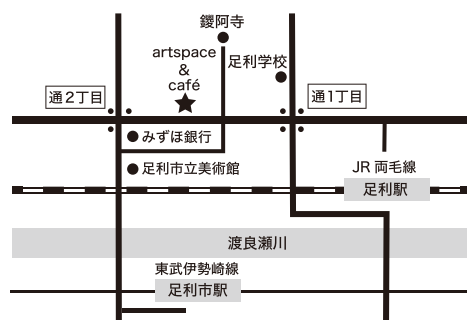 鑁阿寺
artspace
&
café
足利学校
通2丁目
通1丁目
みずほ銀行
足利市立美術館
JR 両毛線
足利駅
渡良瀬川
東武伊勢崎線
足利市駅